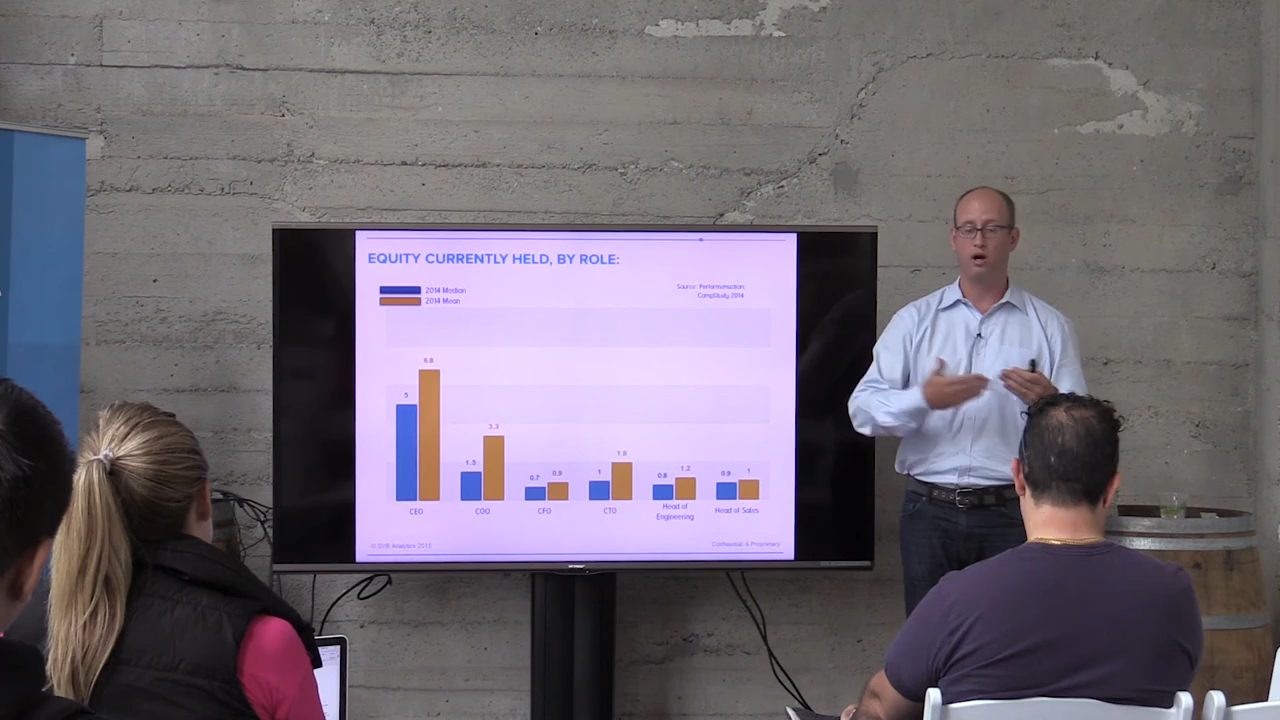 EQUITY CURRENTLY HELD, BY ROLE:
2014 Median
2014 Mean
Source: Performensation;
CompStudy 2014
5
6.8
1.5
3.3
0.7
0.9
1
1.9
0.8
1.2
0.9
1
CEO
COO
CFO
CTO
Head of
Engineering
Head of Sales
© SVB Analytics 2015
Confidential & Proprietary